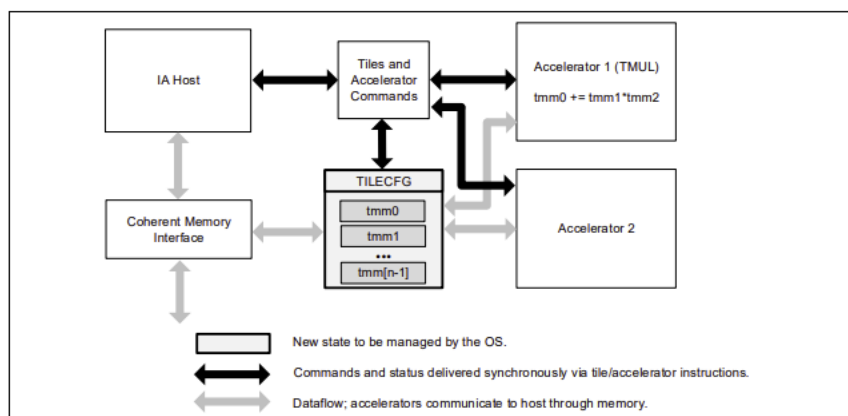 IA Host
Tiles and
Accelerator
Commands
Accelerator 1 (TMUL)
tmm0 += tmm1*tmm2
TILECFG
tmm0
tmm1
...
tmm[n-1]
Coherent Memory
Interface
Accelerator 2
New state to be managed by the OS.
Commands and status delivered synchronously via tile/accelerator instructions.
Dataflow; accelerators communicate to host through memory.